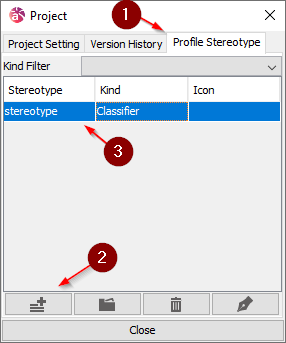 Project
1
Project Setting Version History Profile Stereotype
Kind Filter
Stereotype Kind Icon
stereotype Classifier
3
2
Close